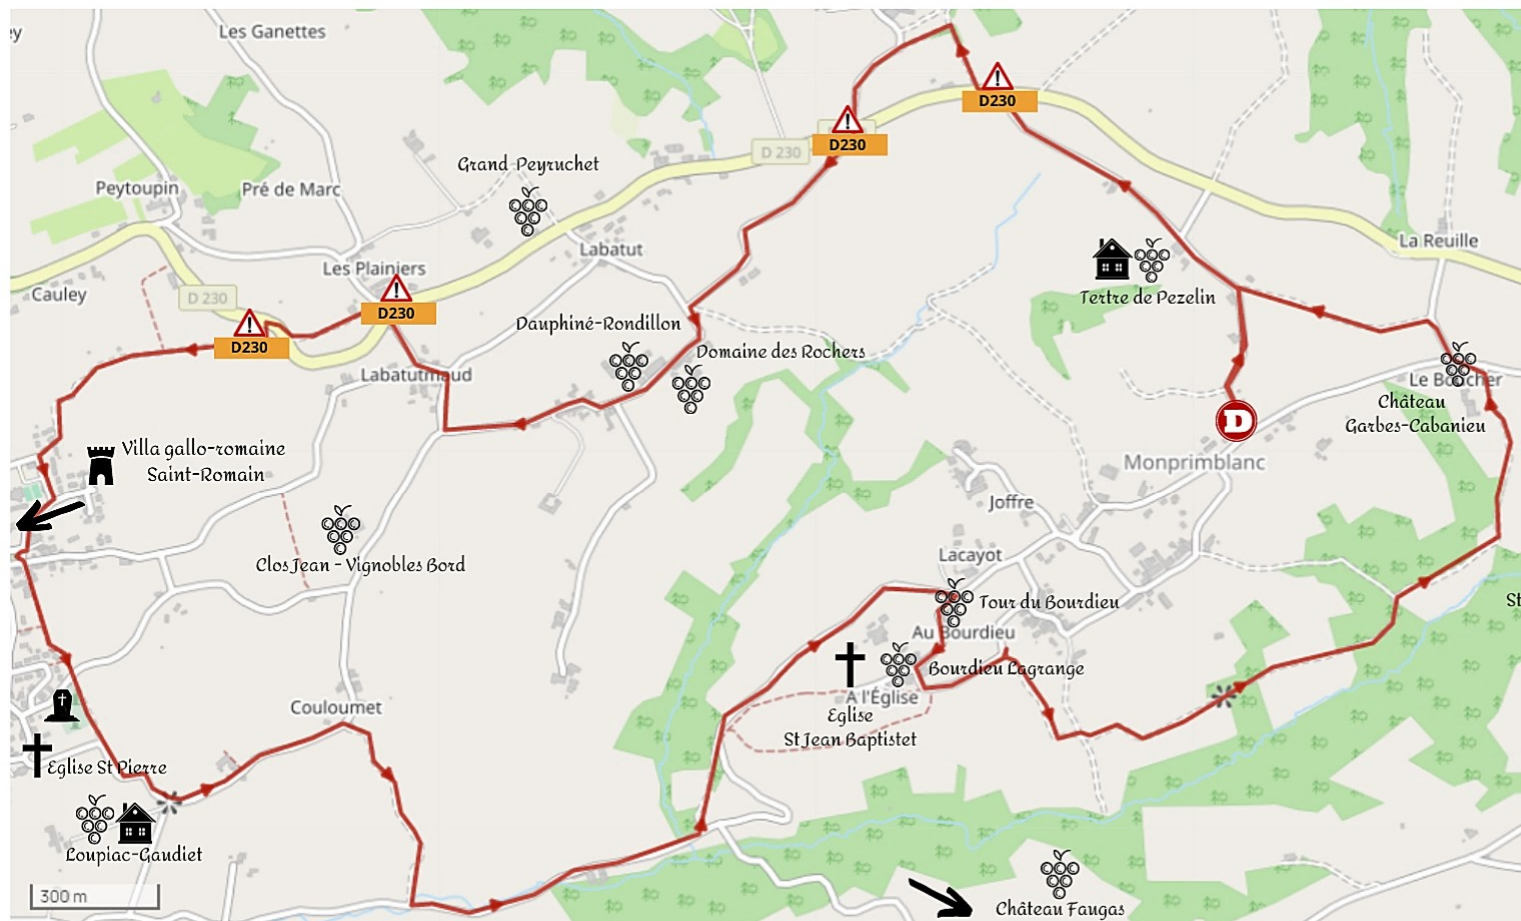 ey
Les Ganettes
D230
D230
D 230
Grand-Peyruchet
Peytoupin
Pré de Marc
La Reuille
Labatut
Les Plainiers
Cauley
D 230
D230
D230
Tertre de Pezelin
Dauphiné-Rondillon
Domaine des Rochers
Labatutmaud
Le Boucher
Château
Garbes-Cabanieu
D
Villa gallo-romaine
Saint-Romain
Monprimblanc
Joffre
Lacayot
Clos Jean - Vignobles Bord
Tour du Bourdieu
St
Au Bourdieu
Bourdieu Lagrange
A l'Église
Eglise
St Jean Baptistet
Couloumet
Eglise St Pierre
Loupiac-Gaudiet
300 m
Château Faugas